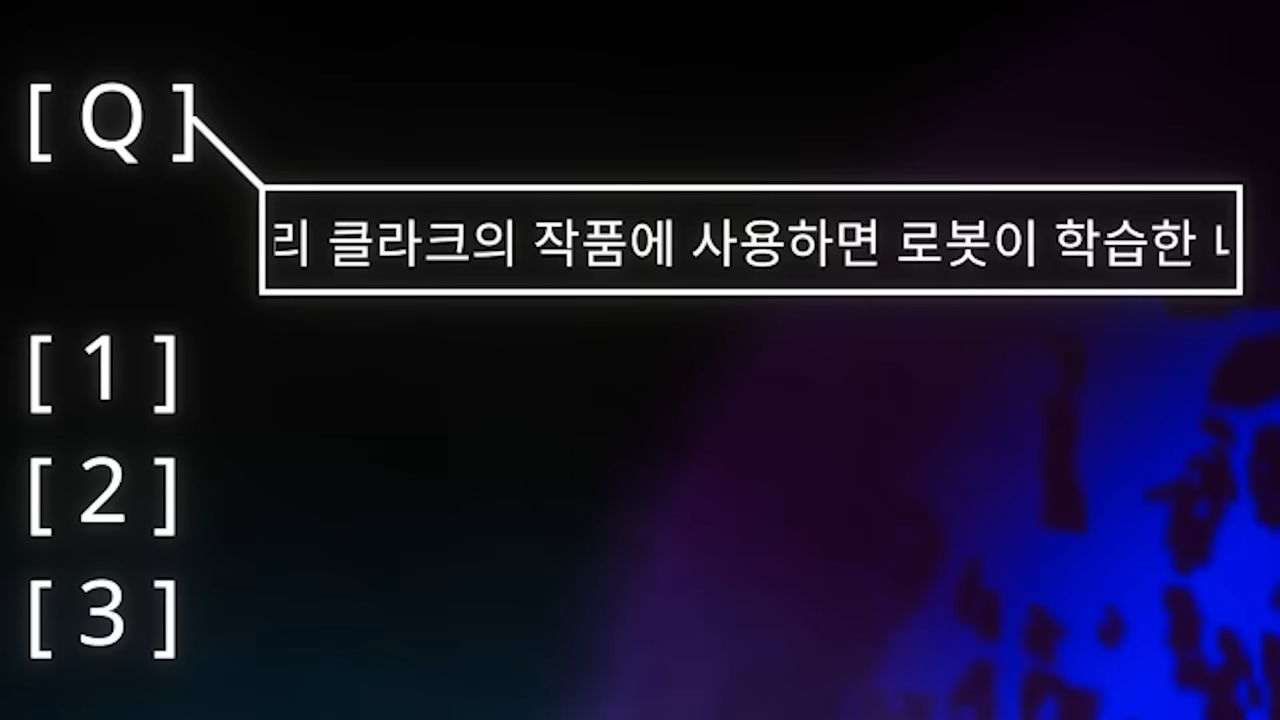 [ Q ]
리 클라크의 작품에 사용하면 로봇이 학습한
[ 1 ]
[ 2 ]
[ 3 ]